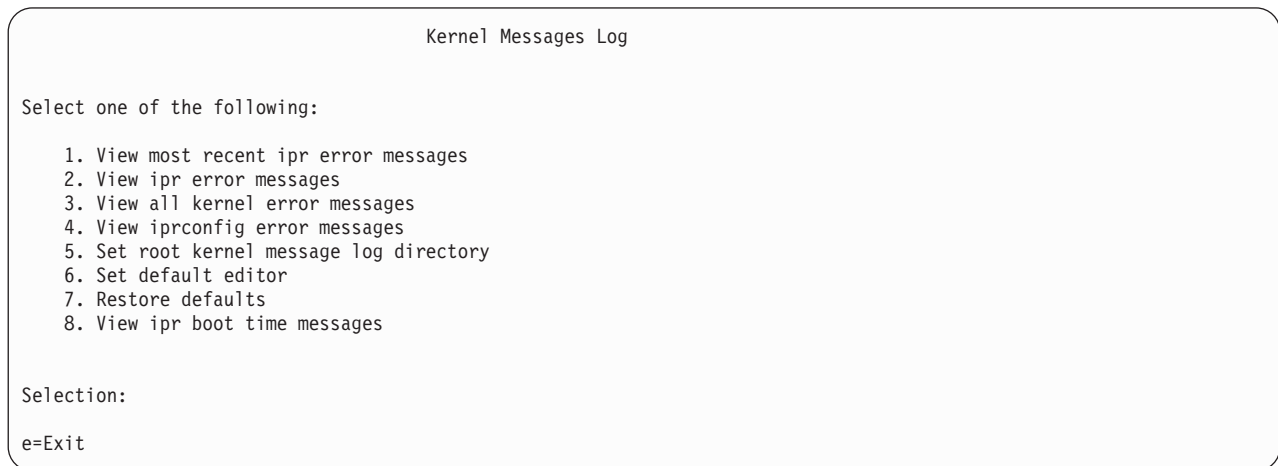 Kernel Messages Log
Select one of the following:
1. View most recent ipr error messages
2. View ipr error messages
3. View all kernel error messages
4. View iprconfig error messages
5. Set root kernel message log directory
6. Set default editor
7. Restore defaults
8. View ipr boot time messages
Selection:
e=Exit